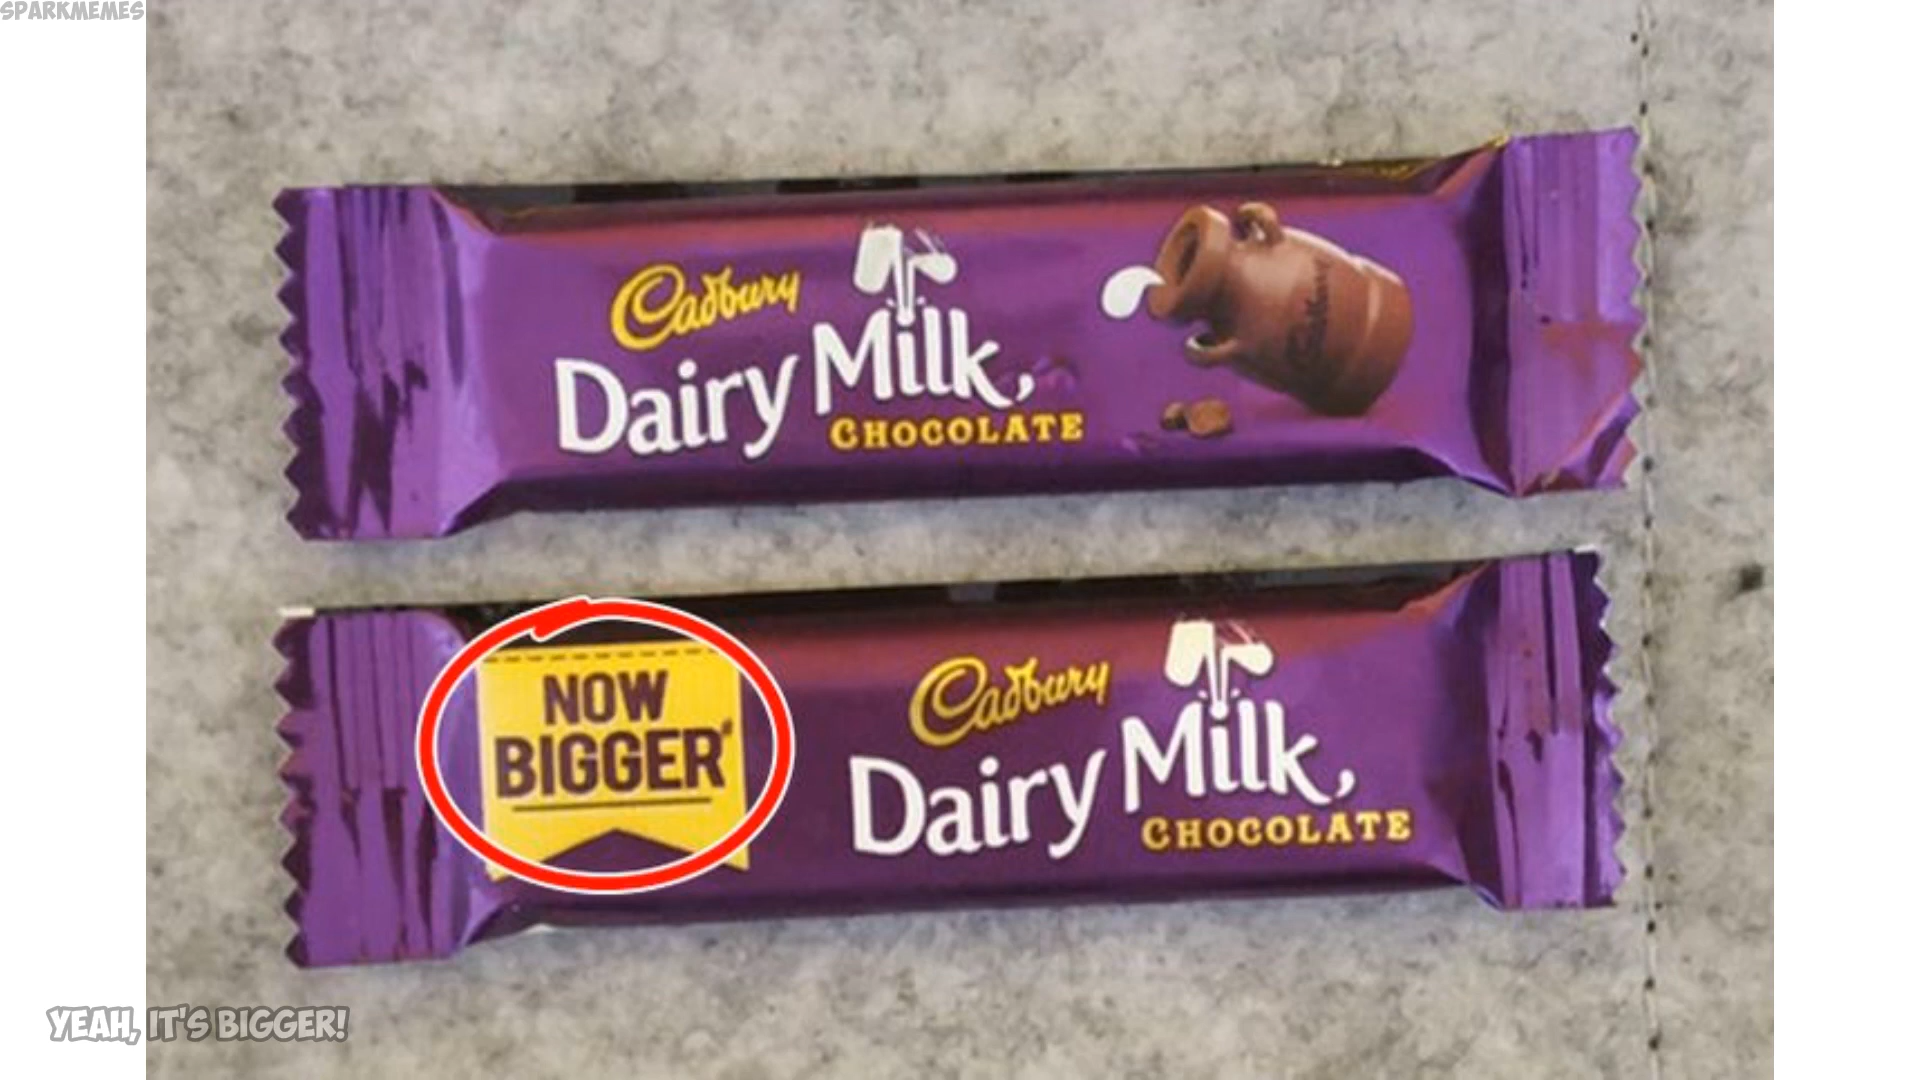 SPARKMEMES
Cadbury
Dairy Milk
CHOCOLATE
NOW
BIGGER
Cadbury
Dairy Milk
CHOCOLATE
YEAH, IT'S BIGGER!